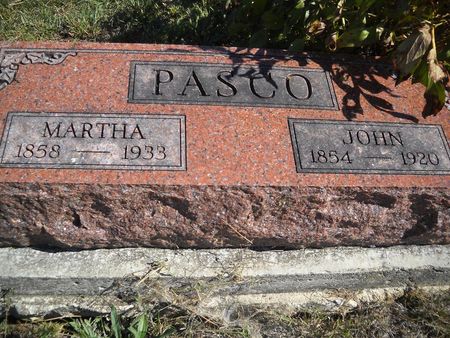 PASCO
MARTHA
1858 — 1933
JOHN
1854 — 1920